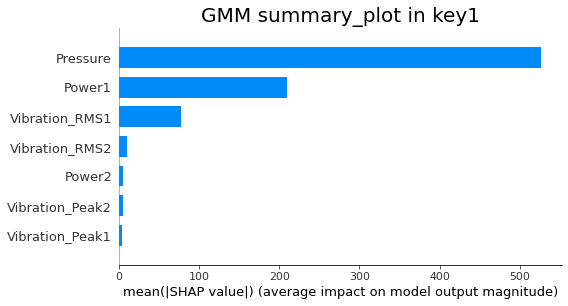 GMM summary_plot in key1
Pressure
Power1
Vibration_RMS1
Vibration_RMS2
Power2
Vibration_Peak2
Vibration_Peak1
0 100 200 300 400 500
mean(|SHAP value|) (average impact on model output magnitude)